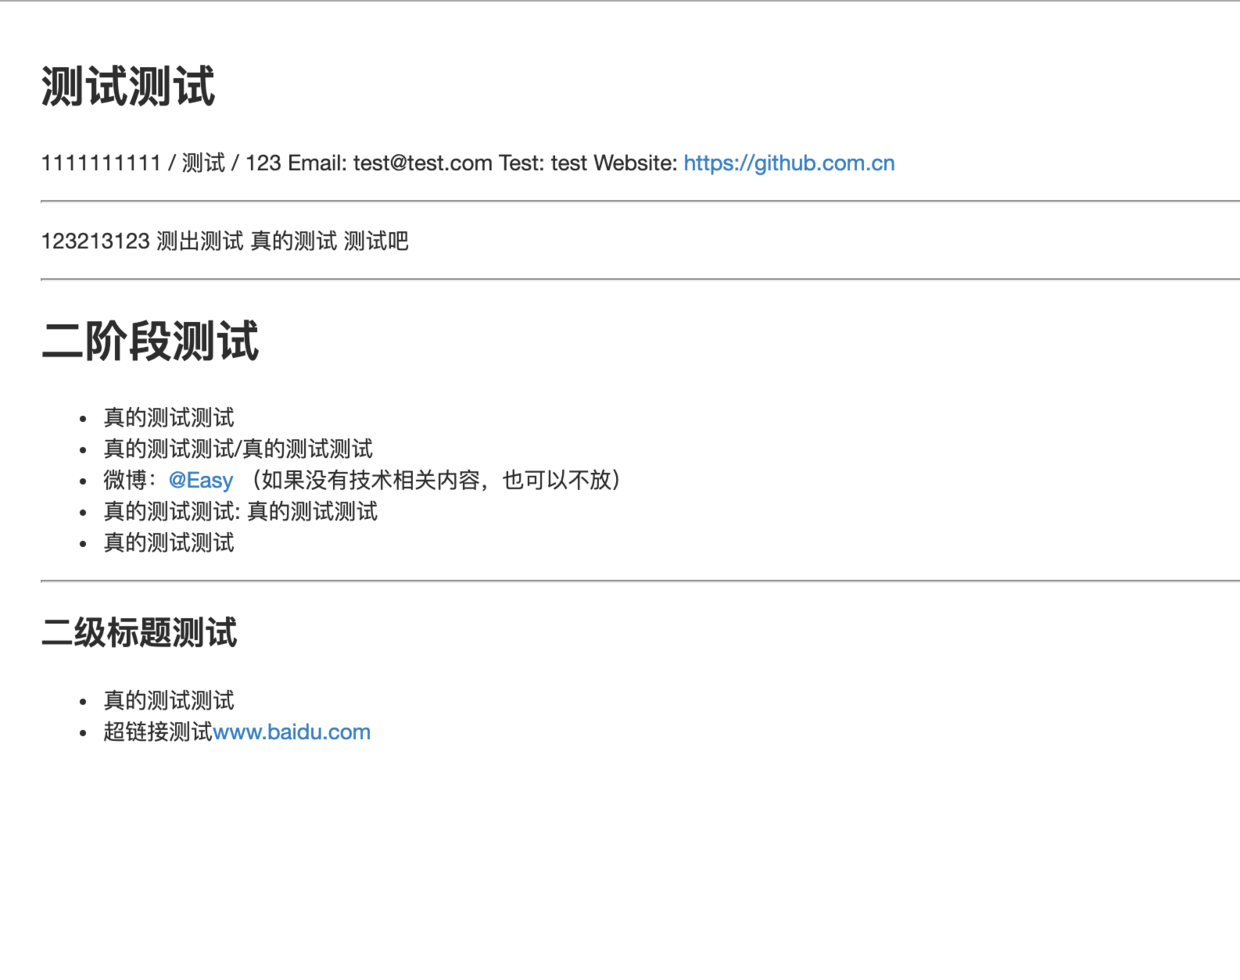 测试测试
1111111111 / 测试 / 123 Email: test@test.com Test: test Website: https://github.com.cn
123213123 测出测试 真的测试 测试吧
二阶段测试
• 真的测试测试
• 真的测试测试/真的测试测试
• 微博：@Easy （如果没有技术相关内容，也可以不放）
• 真的测试测试: 真的测试测试
• 真的测试测试
二级标题测试
• 真的测试测试
• 超链接测试www.baidu.com